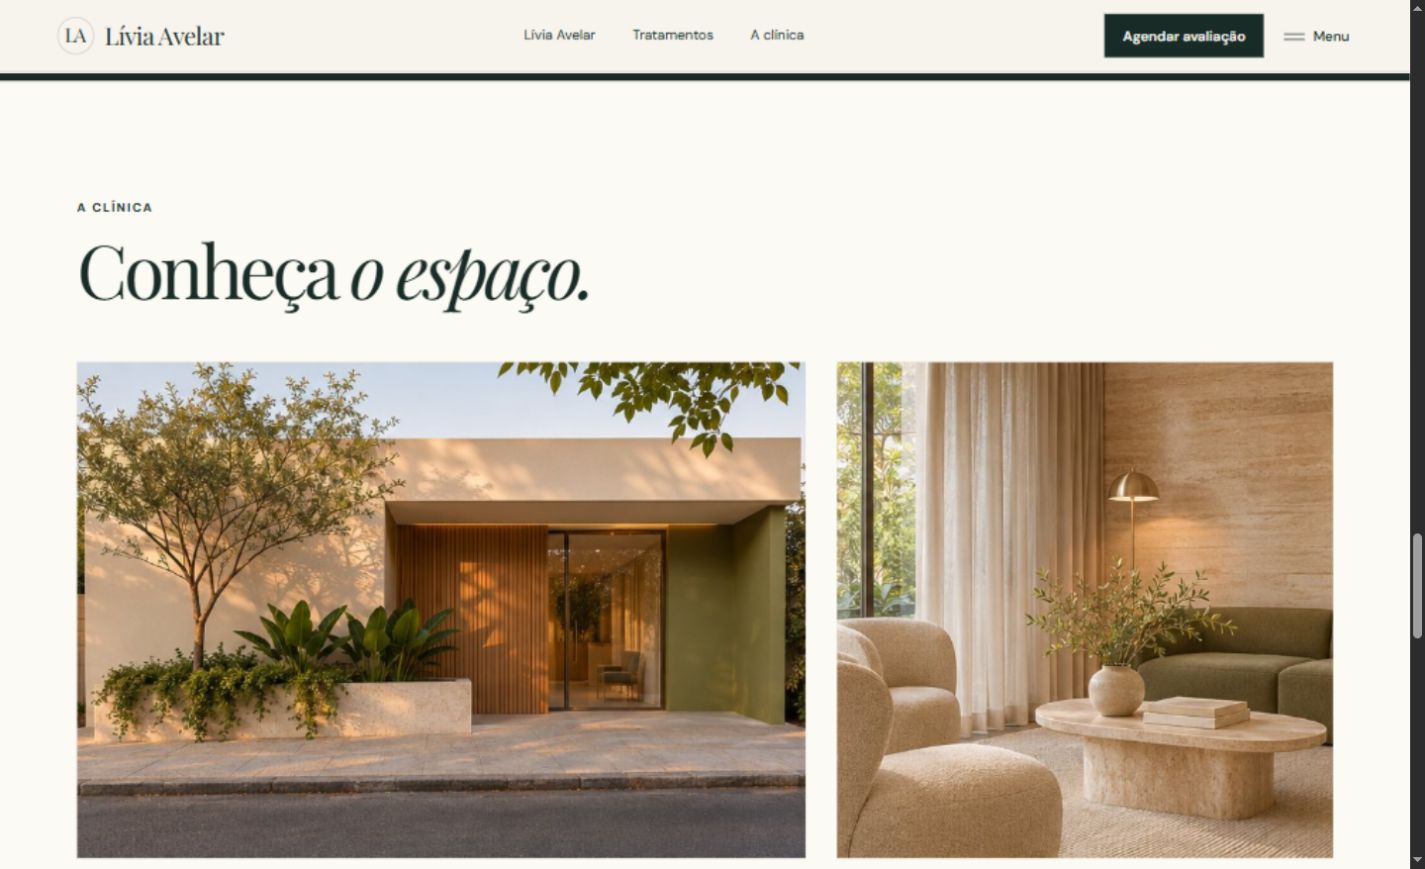 LA Lívia Avelar
Lívia Avelar Tratamentos A clínica
Agendar avaliação
Menu
A CLÍNICA
Conheça o espaço.